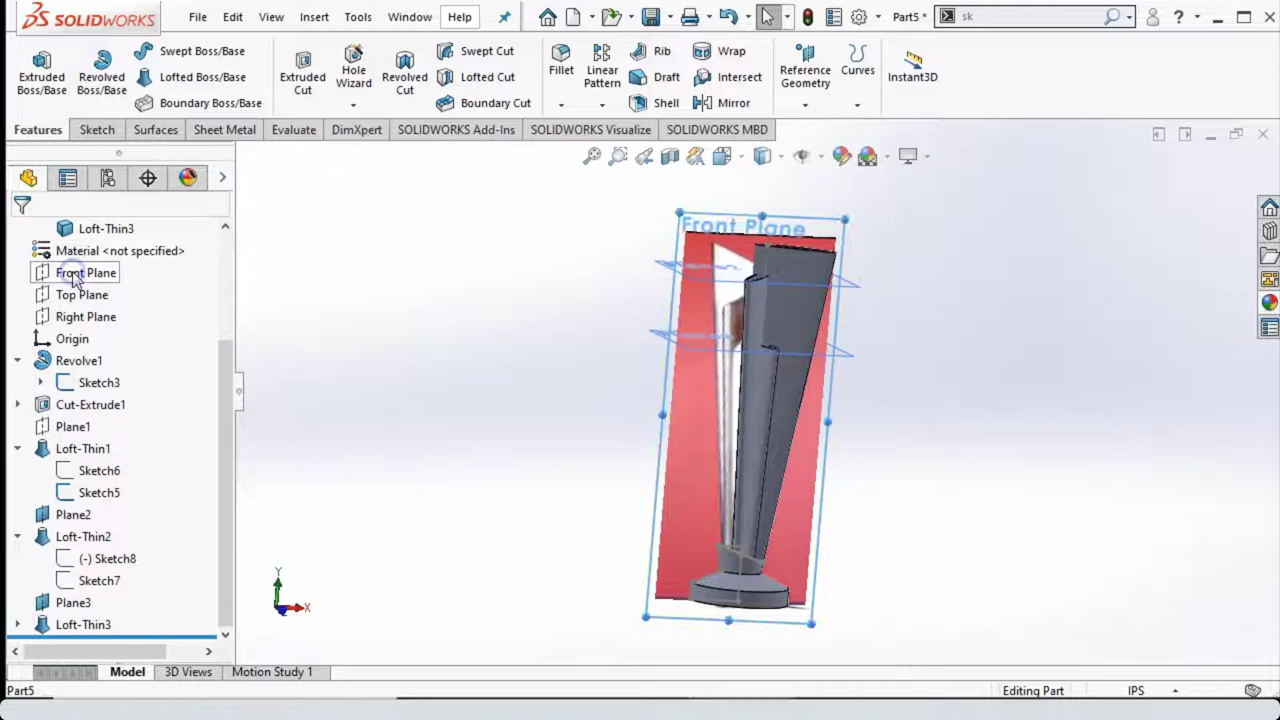 SOLIDWORKS File Edit View Insert Tools Window Help Part5 * sk ?
Extruded Boss/Base
Revolved Boss/Base
Swept Boss/Base
Lofted Boss/Base
Boundary Boss/Base
Extruded Cut
Hole Wizard
Revolved Cut
Swept Cut
Lofted Cut
Boundary Cut
Fillet
Linear Pattern
Rib
Draft
Shell
Wrap
Intersect
Mirror
Reference Geometry
Curves
Instant3D
Features Sketch Surfaces Sheet Metal Evaluate DimXpert SOLIDWORKS Add-Ins SOLIDWORKS Visualize SOLIDWORKS MBD
Loft-Thin3
Material <not specified>
Front Plane
Top Plane
Right Plane
Origin
Revolve1
Sketch3
Cut-Extrude1
Plane1
Loft-Thin1
Sketch6
Sketch5
Plane2
Loft-Thin2
(-) Sketch8
Sketch7
Plane3
Loft-Thin3
Front Plane
Y
X
Model 3D Views Motion Study 1
Part5 Editing Part IPS